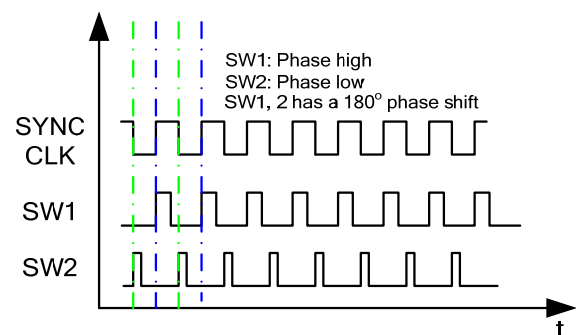 SW1: Phase high
SW2: Phase low
SW1, 2 has a 180° phase shift
SYNC
CLK
SW1
SW2
t